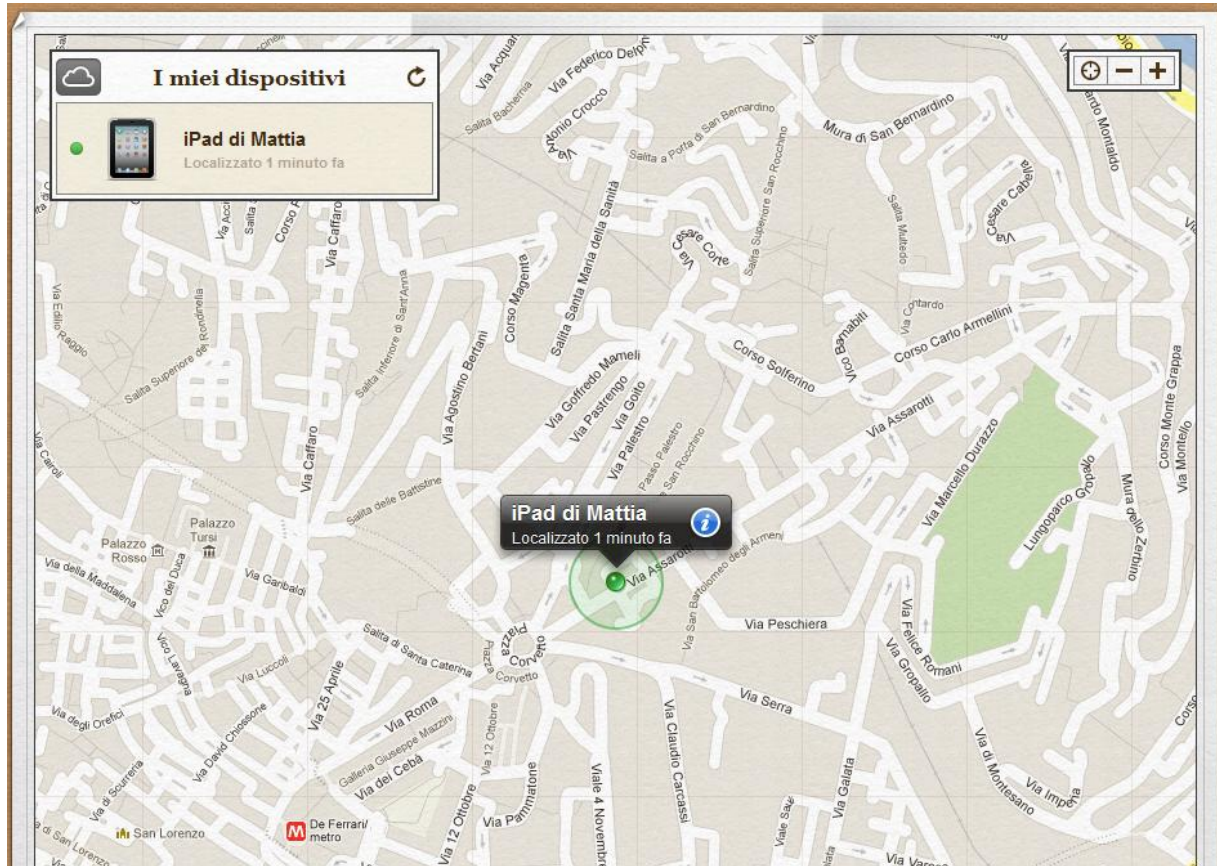 I miei dispositivi
iPad di Mattia
Localizzato 1 minuto fa
Via Acquar
Via Federico Delph
Salita Bachernia
Via Antonio Crocco
Salita a Porta di San Bernardino
Salita Superiore San Rocchino
Mura di San Bernardino
Salita Multedo
Via Cesare Cabella
Via Cesare Corte
Salita Santa Maria della Sanità
Corso Magenta
Via Caffaro
Salita Inferiore di Sant'Anna
Via Edilio Raggio
Salita Superiore dei Rondinella
Via Agostino Bertani
Via Goffredo Mameli
Via Pastrengo
Via Goito
Via Palestro
Passo Palestro
San Rocchino
Corso Solferino
Vico Barnabiti
Via Contardo
Corso Carlo Armellini
Via Assarotti
Via Marcello Durazzo
Lungoparco Gropallo
Corso Monte Grappa
Via Montello
Mura dello Zerbino
Via Cairoli
Via Caffaro
Salita delle Battistine
iPad di Mattia
Localizzato 1 minuto fa
Via Assarotti
Via San Bartolomeo degli Armeni
Palazzo
Tursi
Palazzo
Rosso
Via della Maddalena
Vico del Duca
Via Garibaldi
Vico Lavagna
Via Luccoli
Salita di Santa Caterina
Piazza
Corvetto
Piazza
Corvetto
Via Peschiera
Via Felice Romani
Via Gropallo
Via Serra
Via degli Orefici
Via David Chiossone
Via 25 Aprile
Via Roma
Galleria Giuseppe Mazzini
Via dei Cebà
Via 12 Ottobre
Via 12 Ottobre
Via Pammatone
Viale 4 Novembre
Via Claudio Carcassi
Via Galata
Viale Sale
Via di Montesano
Via Imperia
Via di Scurreria
San Lorenzo
M
De Ferrari/
metro